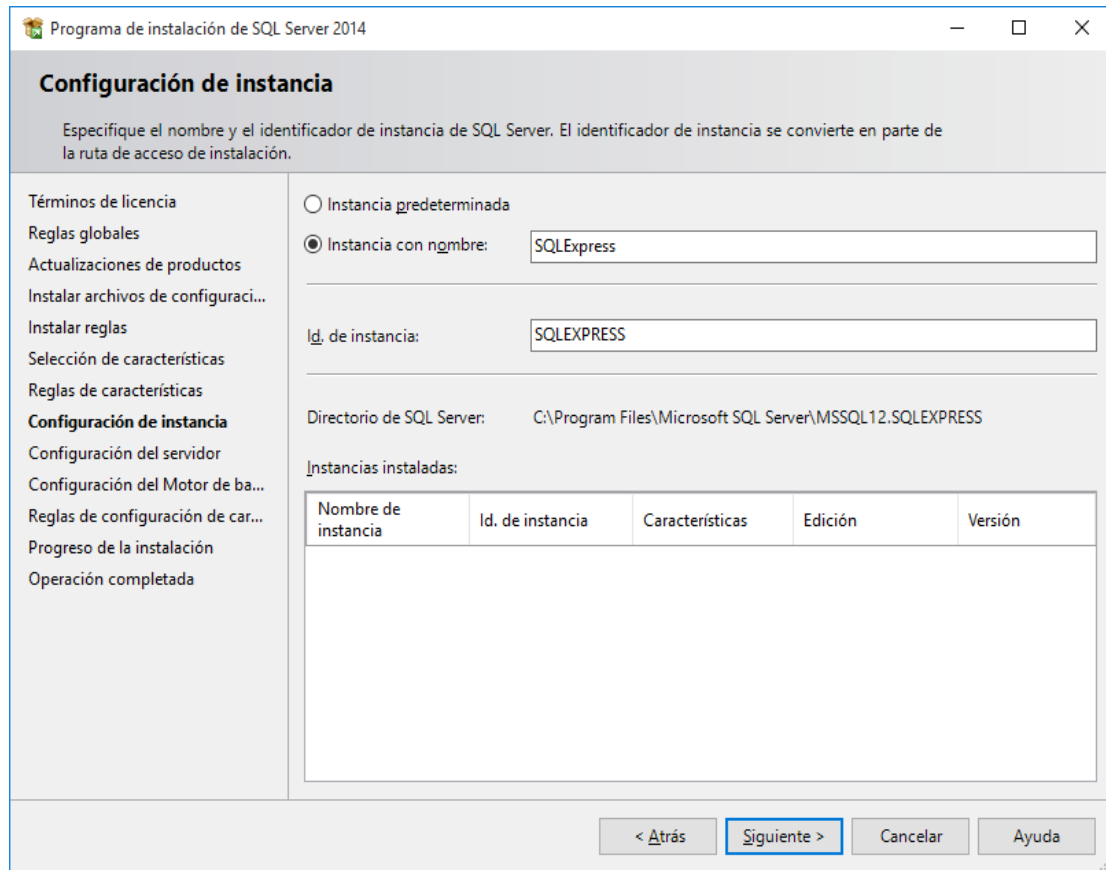 Programa de instalación de SQL Server 2014
Configuración de instancia
Especifique el nombre y el identificador de instancia de SQL Server. El identificador de instancia se convierte en parte de
la ruta de acceso de instalación.
Términos de licencia
Reglas globales
Actualizaciones de productos
Instalar archivos de configuraci...
Instalar reglas
Selección de características
Reglas de características
Configuración de instancia
Configuración del servidor
Configuración del Motor de ba...
Reglas de configuración de car...
Progreso de la instalación
Operación completada
Instancia predeterminada
Instancia con nombre: SQLExpress
Id. de instancia: SQLEXPRESS
Directorio de SQL Server: C:\Program Files\Microsoft SQL Server\MSSQL12.SQLEXPRESS
Instancias instaladas:
Nombre de
instancia
Id. de instancia
Características
Edición
Versión
< Atrás
Siguiente >
Cancelar
Ayuda